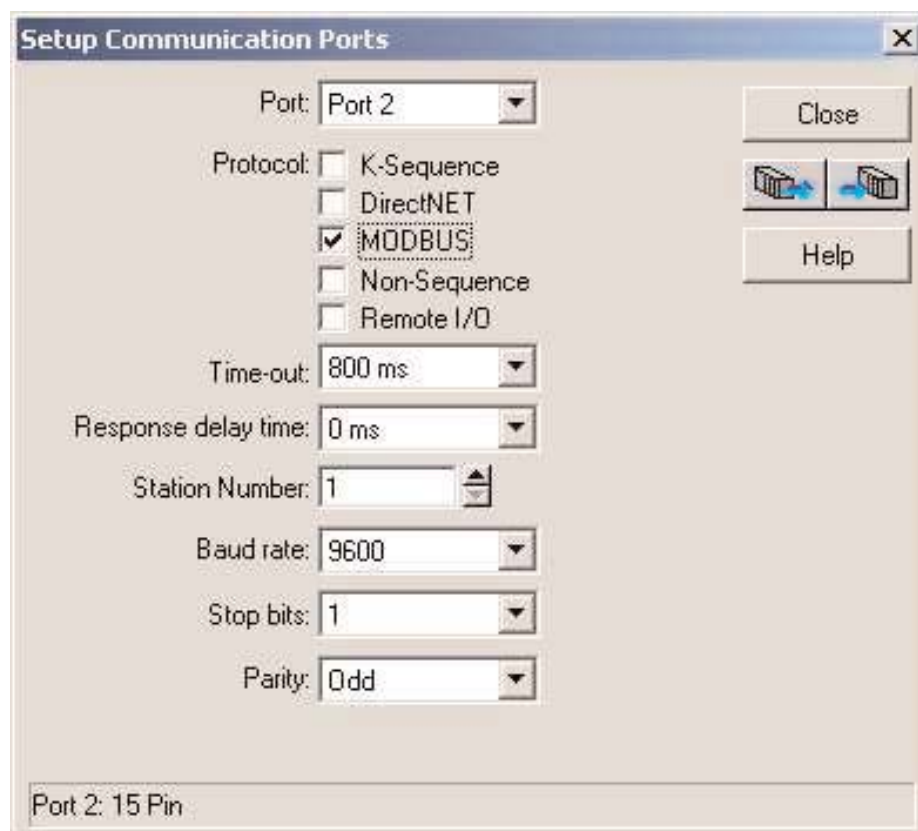 Setup Communication Ports
Port: Port 2
Close
Protocol: K-Sequence
DirectNET
MODBUS
Non-Sequence
Remote I/O
Help
Time-out: 800 ms
Response delay time: 0 ms
Station Number: 1
Baud rate: 9600
Stop bits: 1
Parity: Odd
Port 2: 15 Pin